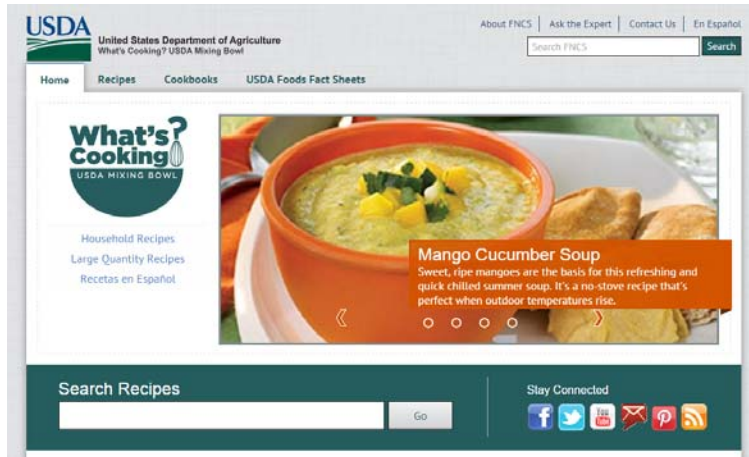 USDA
United States Department of Agriculture
What's Cooking? USDA Mixing Bowl
About FNCS | Ask the Expert | Contact Us | En Español
Search FNCS
Search
Home
Recipes
Cookbooks
USDA Foods Fact Sheets
What's?
Cooking
USDA MIXING BOWL
Household Recipes
Large Quantity Recipes
Recetas en Español
Mango Cucumber Soup
Sweet, ripe mangoes are the basis for this refreshing and
quick chilled summer soup. It's a no-stove recipe that's
perfect when outdoor temperatures rise.
Search Recipes
Go
Stay Connected
You
Tube